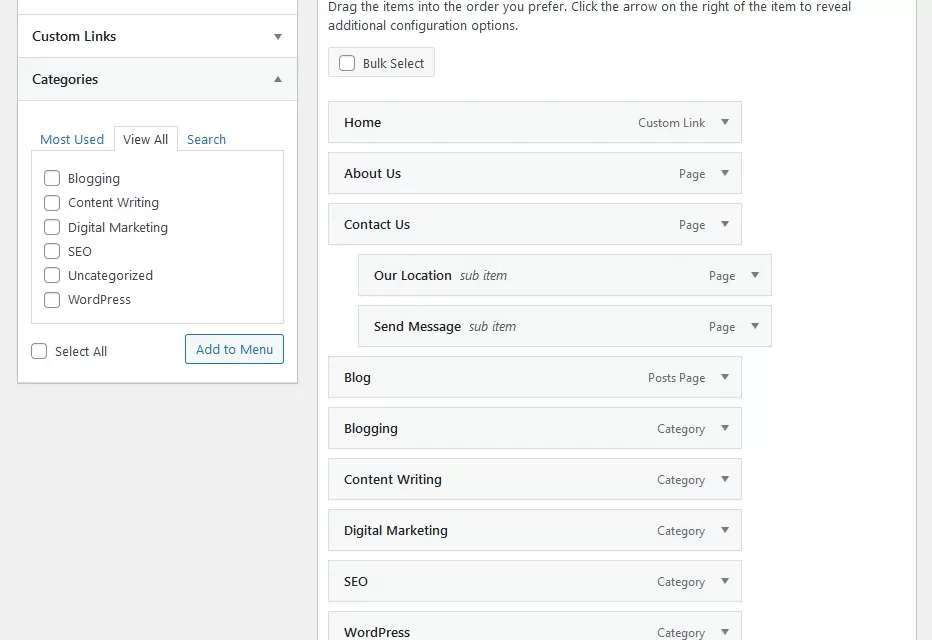 Custom Links
Categories
Most Used View All Search
Blogging
Content Writing
Digital Marketing
SEO
Uncategorized
WordPress
Select All Add to Menu
Drag the items into the order you prefer. Click the arrow on the right of the item to reveal
additional configuration options.
Bulk Select
Home Custom Link
About Us Page
Contact Us Page
Our Location sub item Page
Send Message sub item Page
Blog Posts Page
Blogging Category
Content Writing Category
Digital Marketing Category
SEO Category
WordPress Category